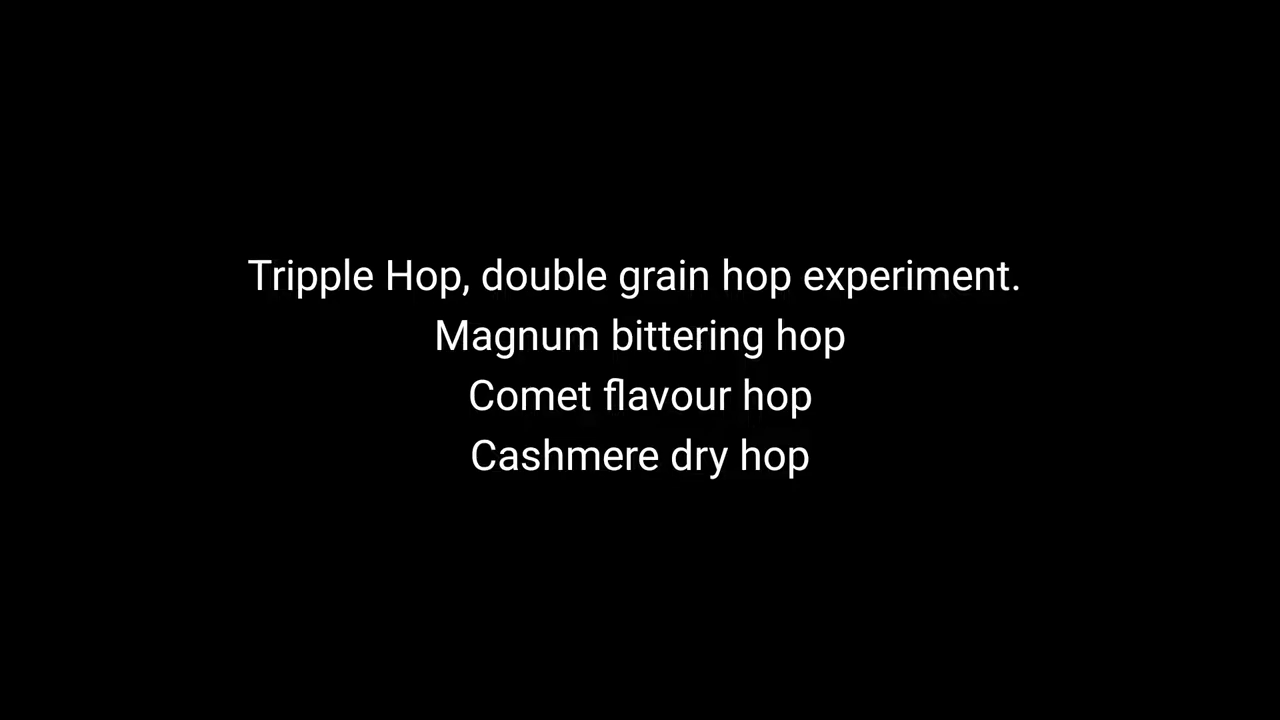 Tripple Hop, double grain hop experiment.
Magnum bittering hop
Comet flavour hop
Cashmere dry hop